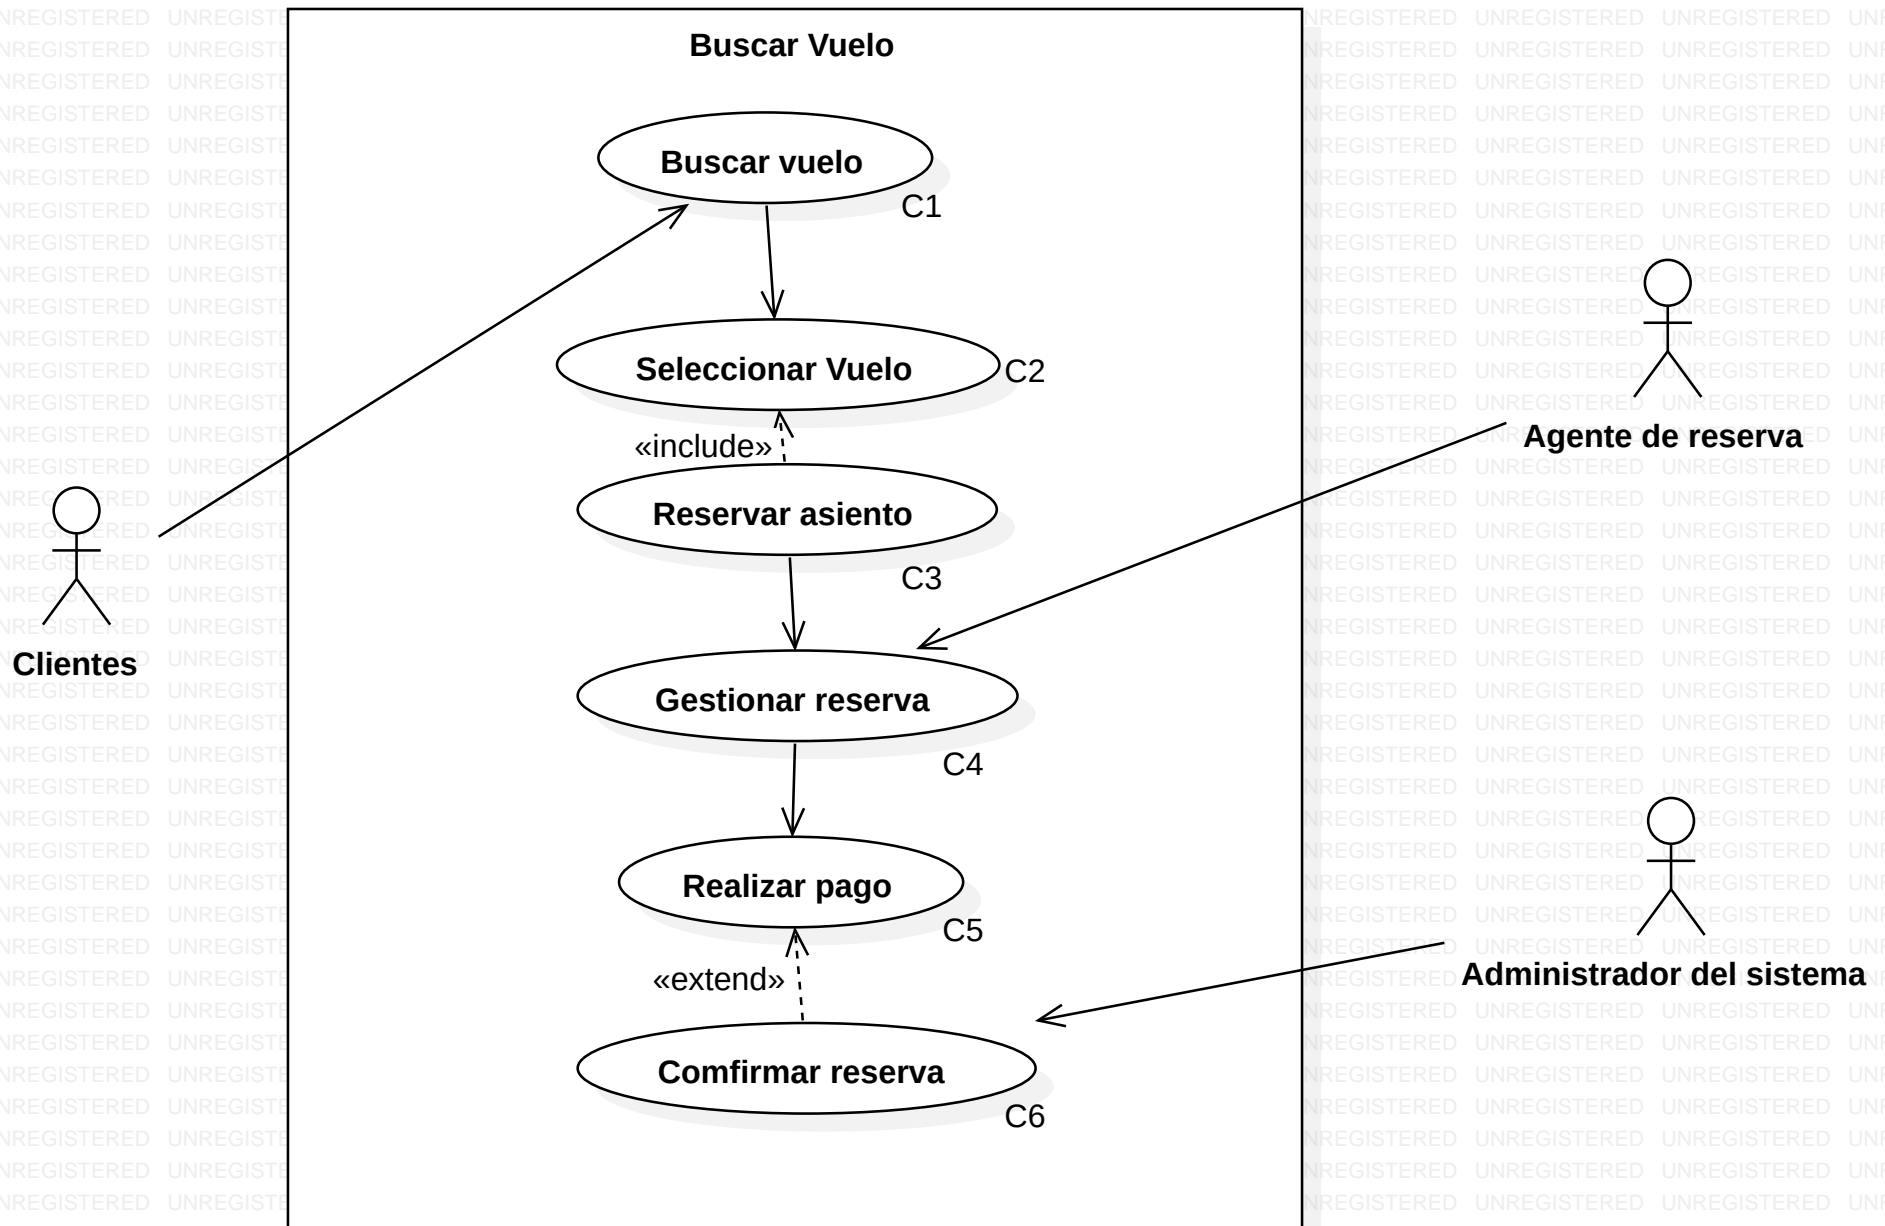 Buscar Vuelo
Buscar vuelo
C1
Seleccionar Vuelo
C2
«include»
Reservar asiento
C3
Gestionar reserva
C4
Realizar pago
C5
«extend»
Comfirmar reserva
C6
Clientes
Agente de reserva
Administrador del sistema
UNREGISTERED